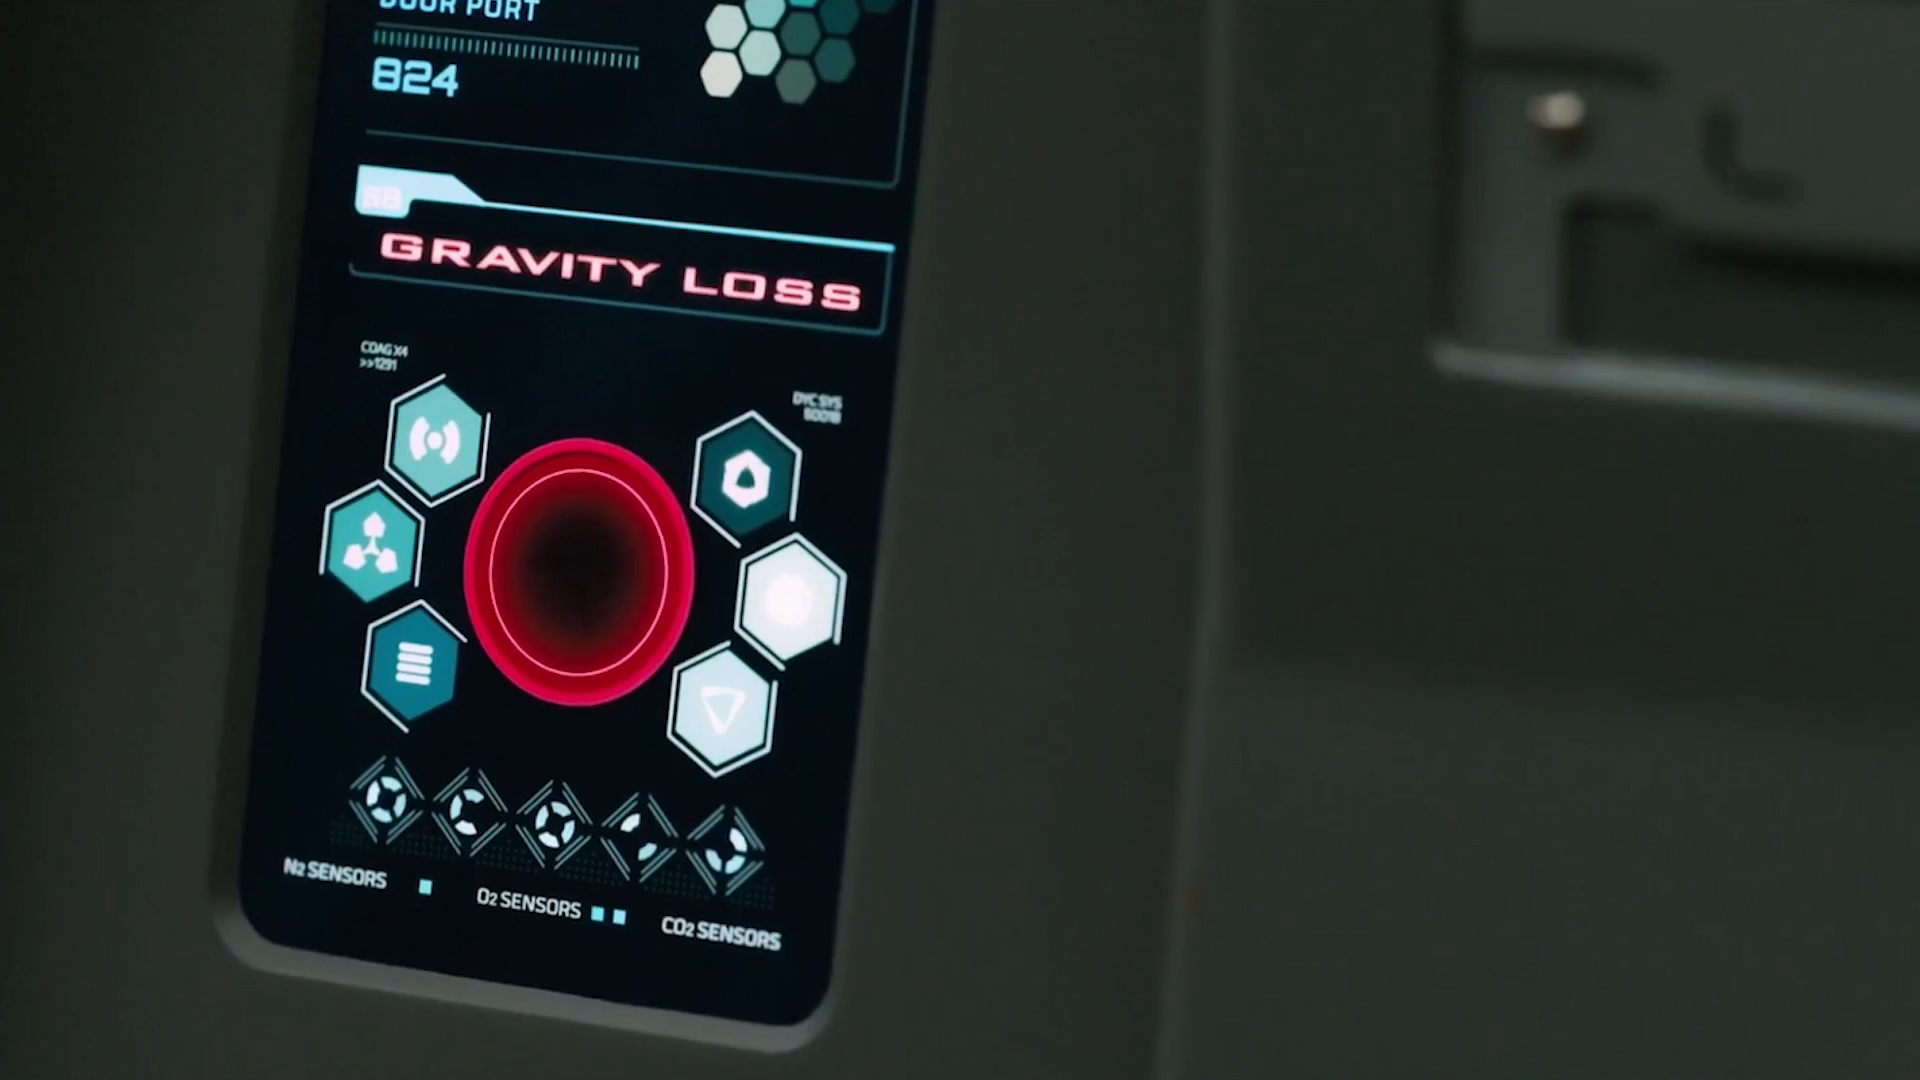 DOOR PORT
824
GRAVITY LOSS
COAG X4
>>1291
DYC SYS
N2 SENSORS
O2 SENSORS
CO2 SENSORS